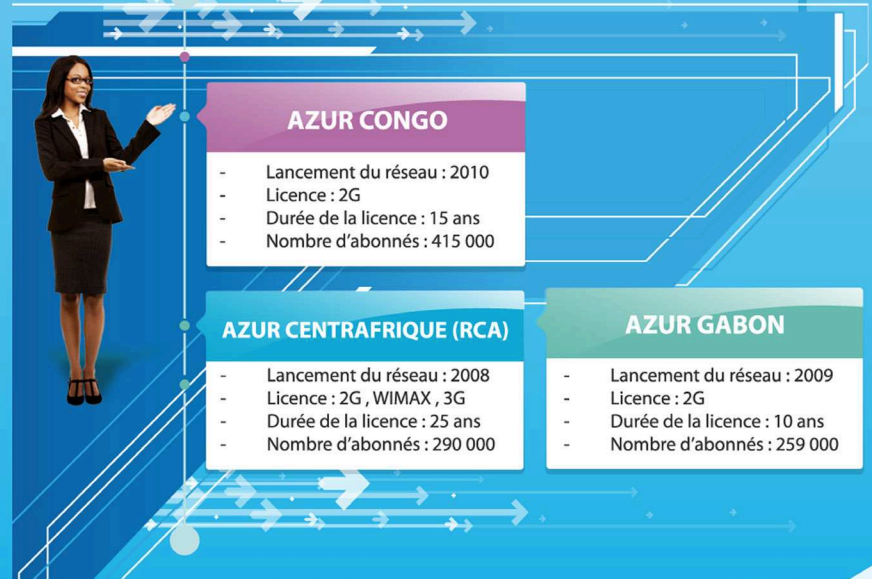 AZUR CONGO
- Lancement du réseau : 2010
- Licence : 2G
- Durée de la licence : 15 ans
- Nombre d'abonnés : 415 000
AZUR CENTRAFRIQUE (RCA)
- Lancement du réseau : 2008
- Licence : 2G , WIMAX , 3G
- Durée de la licence : 25 ans
- Nombre d'abonnés : 290 000
AZUR GABON
- Lancement du réseau : 2009
- Licence : 2G
- Durée de la licence : 10 ans
- Nombre d'abonnés : 259 000